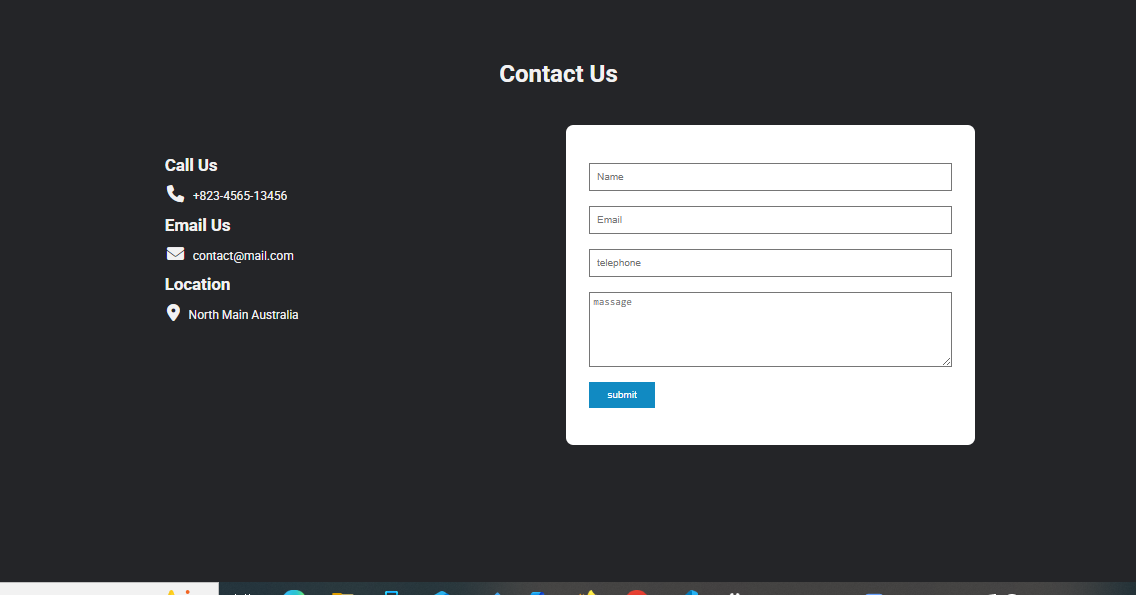 Contact Us
Call Us
+823-4565-13456
Email Us
contact@mail.com
Location
North Main Australia
Name
Email
telephone
massage
submit